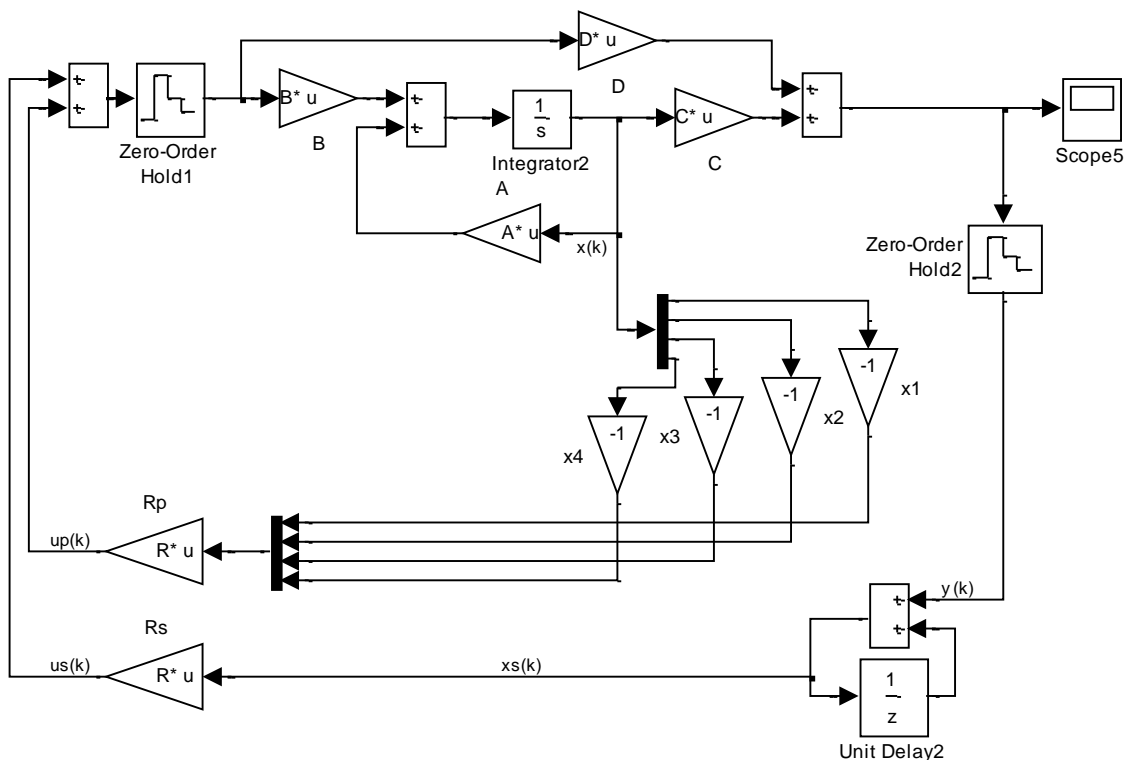 D* u
D
+
+
Zero-Order
Hold1
B* u
B
+
+
1
s
Integrator2
C* u
C
+
+
Scope5
A
A* u
x(k)
Zero-Order
Hold2
-1
x1
-1
x2
-1
x3
-1
x4
Rp
R* u
up(k)
y(k)
+
+
Rs
R* u
us(k)
xs(k)
1
z
Unit Delay2